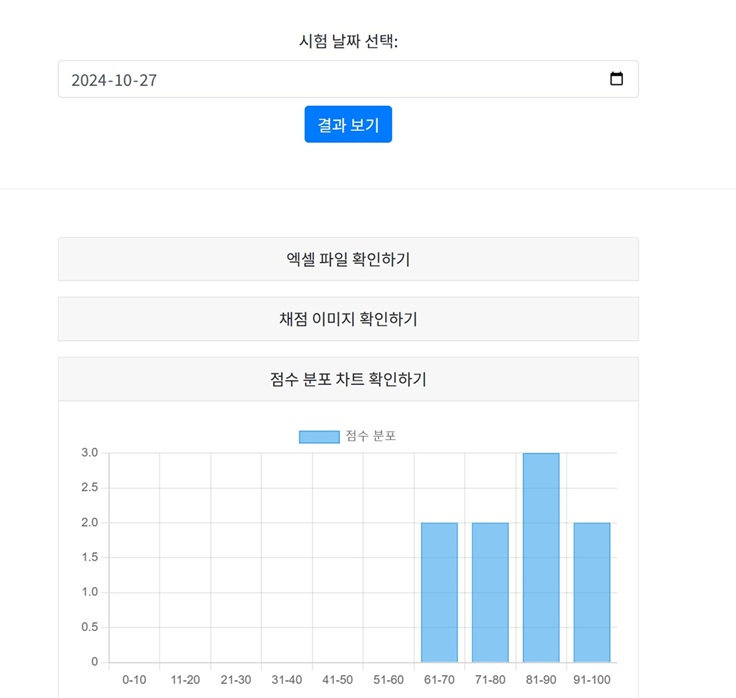 시험 날짜 선택:
2024-10-27
결과 보기
엑셀 파일 확인하기
채점 이미지 확인하기
점수 분포 차트 확인하기
점수 분포
3.0
2.5
2.0
1.5
1.0
0.5
0
0-10 11-20 21-30 31-40 41-50 51-60 61-70 71-80 81-90 91-100